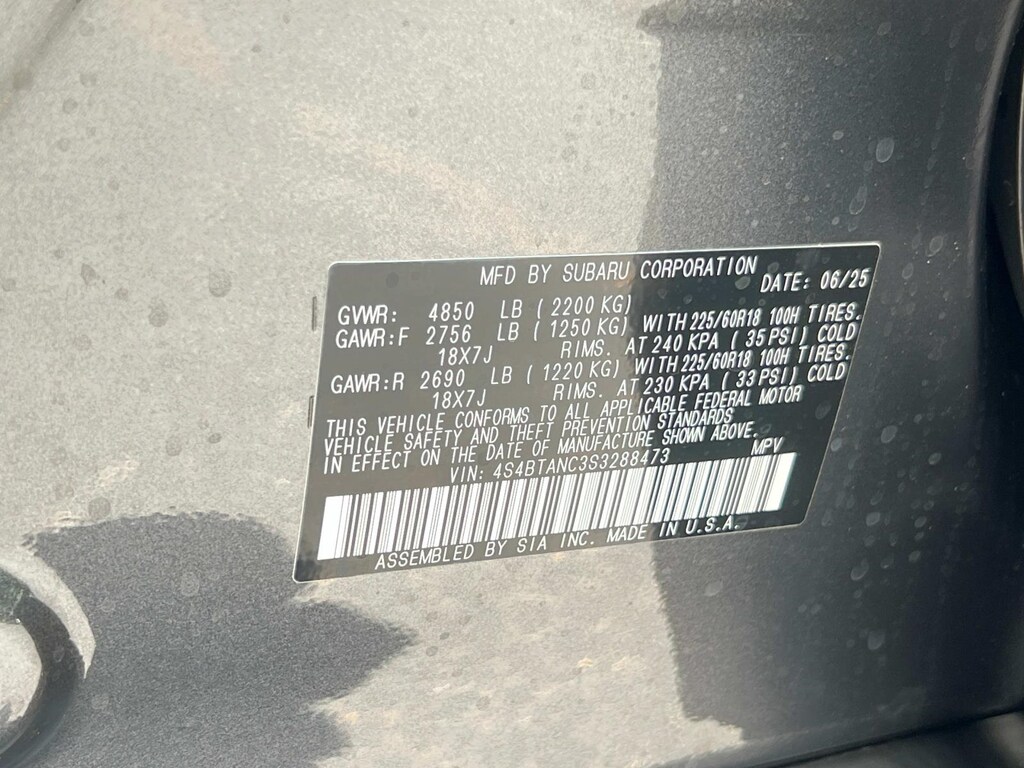 MFD BY SUBARU CORPORATION DATE: 06/25
GVWR: 4850 LB ( 2200 KG)
GAWR:F 2756 LB ( 1250 KG) WITH 225/60R18 100H TIRES.
18X7J RIMS. AT 240 KPA ( 35 PSI) COLD
GAWR:R 2690 LB ( 1220 KG) WITH 225/60R18 100H TIRES.
18X7J RIMS. AT 230 KPA ( 33 PSI) COLD
THIS VEHICLE CONFORMS TO ALL APPLICABLE FEDERAL MOTOR
VEHICLE SAFETY AND THEFT PREVENTION STANDARDS
IN EFFECT ON THE DATE OF MANUFACTURE SHOWN ABOVE.
VIN: 4S4BTANC3S3288473 MPV
ASSEMBLED BY SIA INC. MADE IN U.S.A.